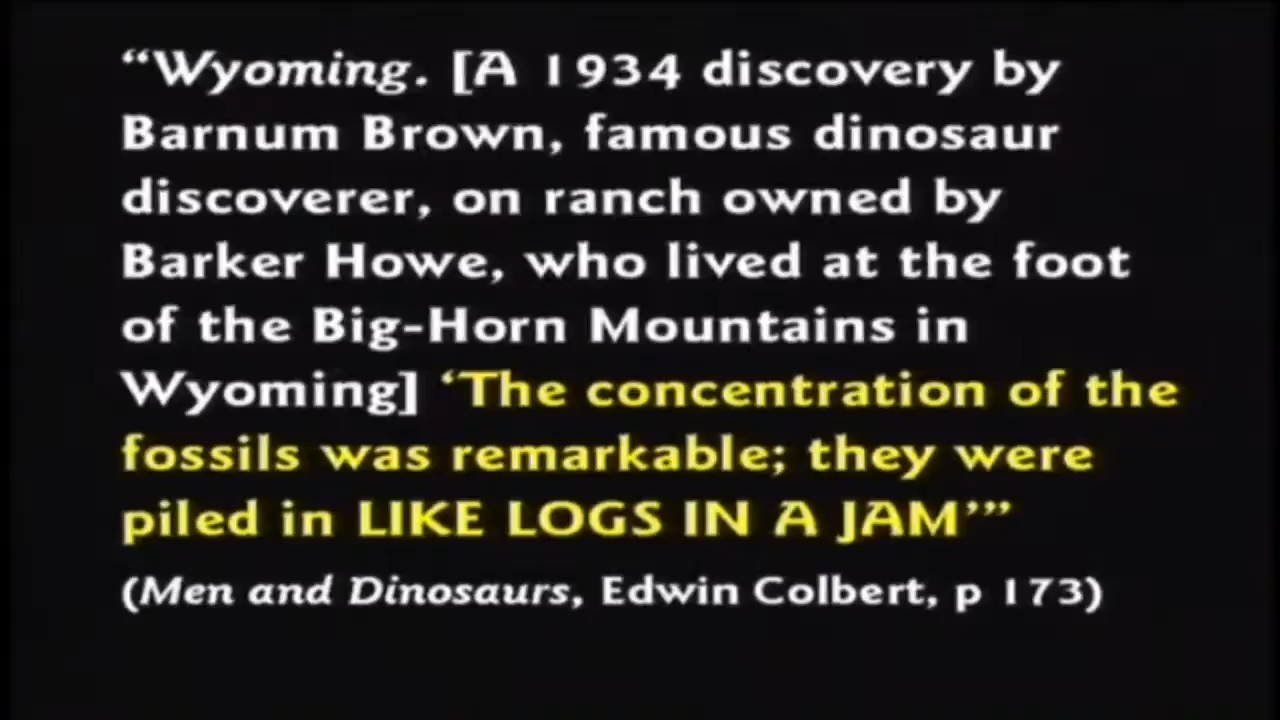 “Wyoming. [A 1934 discovery by
Barnum Brown, famous dinosaur
discoverer, on ranch owned by
Barker Howe, who lived at the foot
of the Big-Horn Mountains in
Wyoming] ‘The concentration of the
fossils was remarkable; they were
piled in LIKE LOGS IN A JAM’”
(Men and Dinosaurs, Edwin Colbert, p 173)